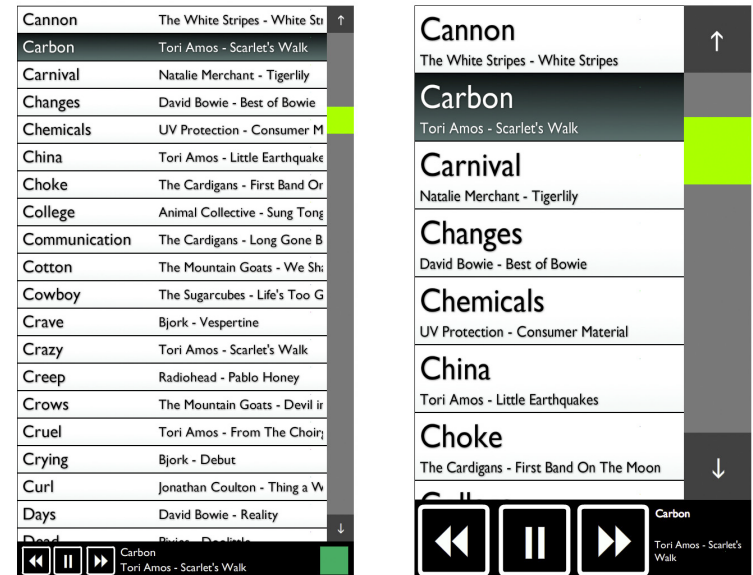 Cannon The White Stripes - White St
Carbon Tori Amos - Scarlet's Walk
Carnival Natalie Merchant - Tigerlily
Changes David Bowie - Best of Bowie
Chemicals UV Protection - Consumer M
China Tori Amos - Little Earthquake
Choke The Cardigans - First Band Or
College Animal Collective - Sung Tong
Communication The Cardigans - Long Gone B
Cotton The Mountain Goats - We Sh
Cowboy The Sugarcubes - Life's Too G
Crave Bjork - Vespertine
Crazy Tori Amos - Scarlet's Walk
Creep Radiohead - Pablo Honey
Crows The Mountain Goats - Devil in
Cruel Tori Amos - From The Choir
Crying Bjork - Debut
Curl Jonathan Coulton - Thing a W
Days David Bowie - Reality
Dead Pixies - Doolittle
Carbon
Tori Amos - Scarlet's Walk
Cannon
The White Stripes - White Stripes
Carbon
Tori Amos - Scarlet's Walk
Carnival
Natalie Merchant - Tigerlily
Changes
David Bowie - Best of Bowie
Chemicals
UV Protection - Consumer Material
China
Tori Amos - Little Earthquakes
Choke
The Cardigans - First Band On The Moon
Carbon
Tori Amos - Scarlet's
Walk